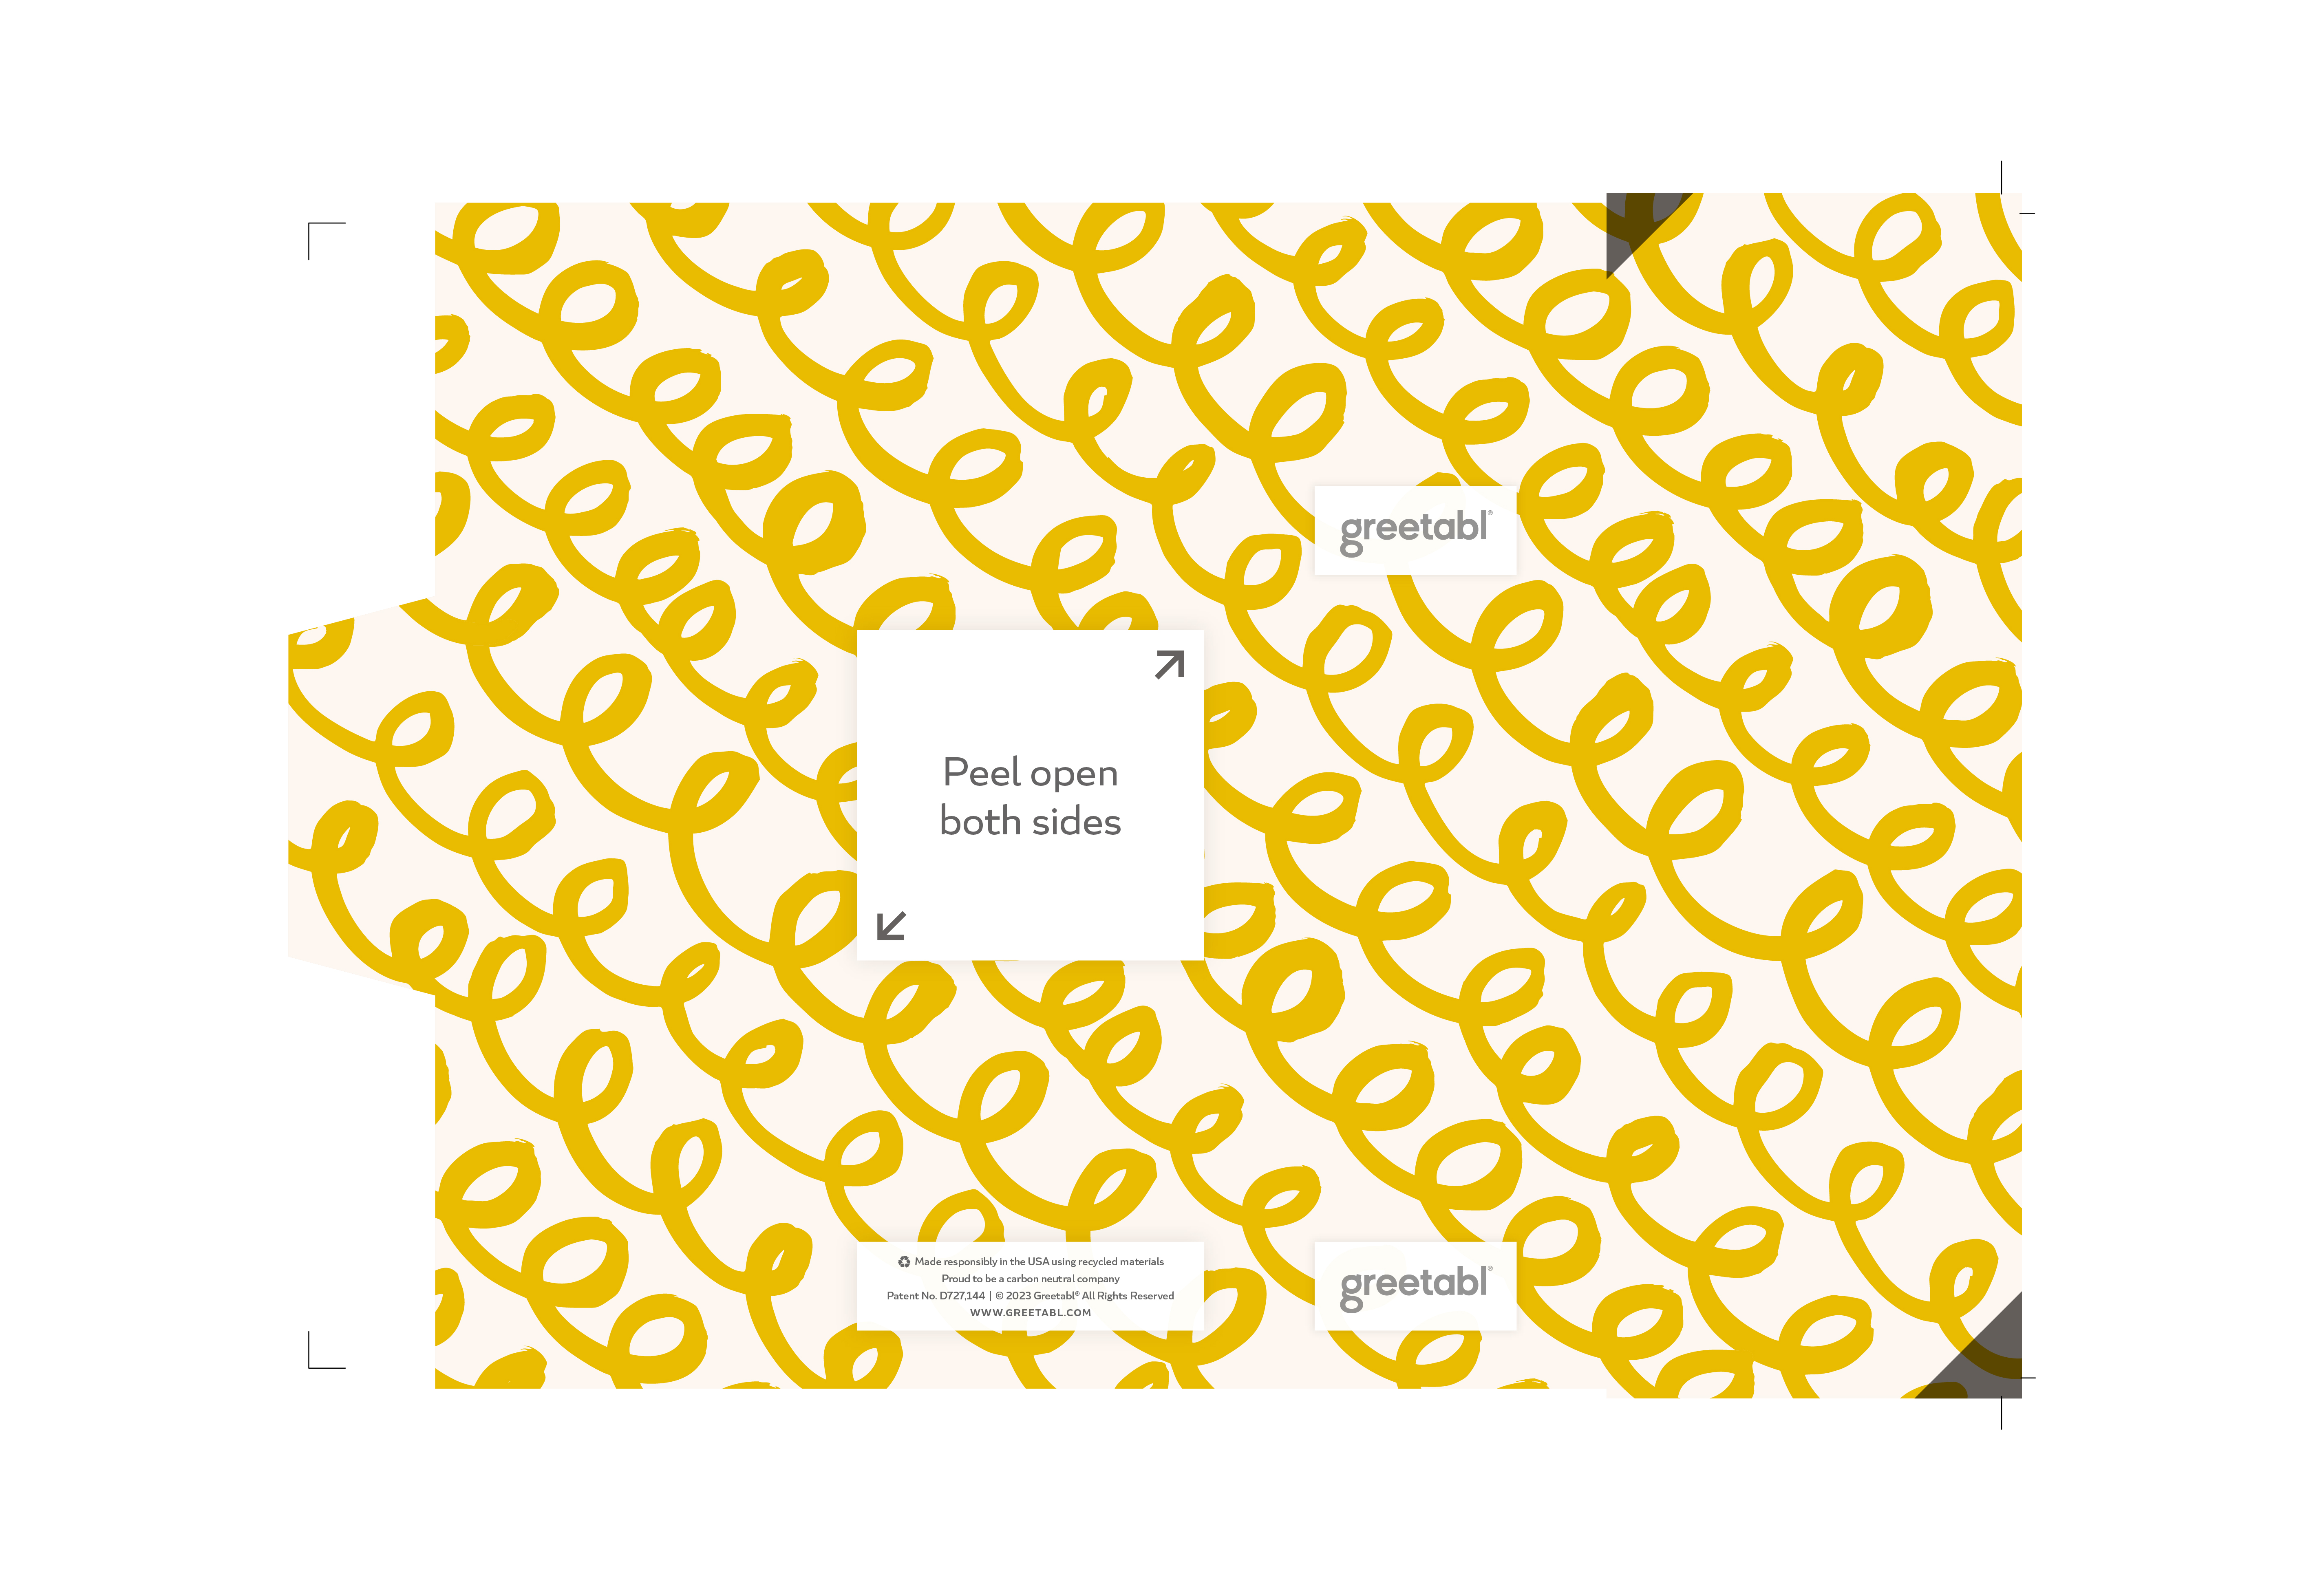 greetabl®
Peel open
both sides
♻ Made responsibly in the USA using recycled materials
Proud to be a carbon neutral company
Patent No. D727,144 | © 2023 Greetabl® All Rights Reserved
WWW.GREETABL.COM
greetabl®